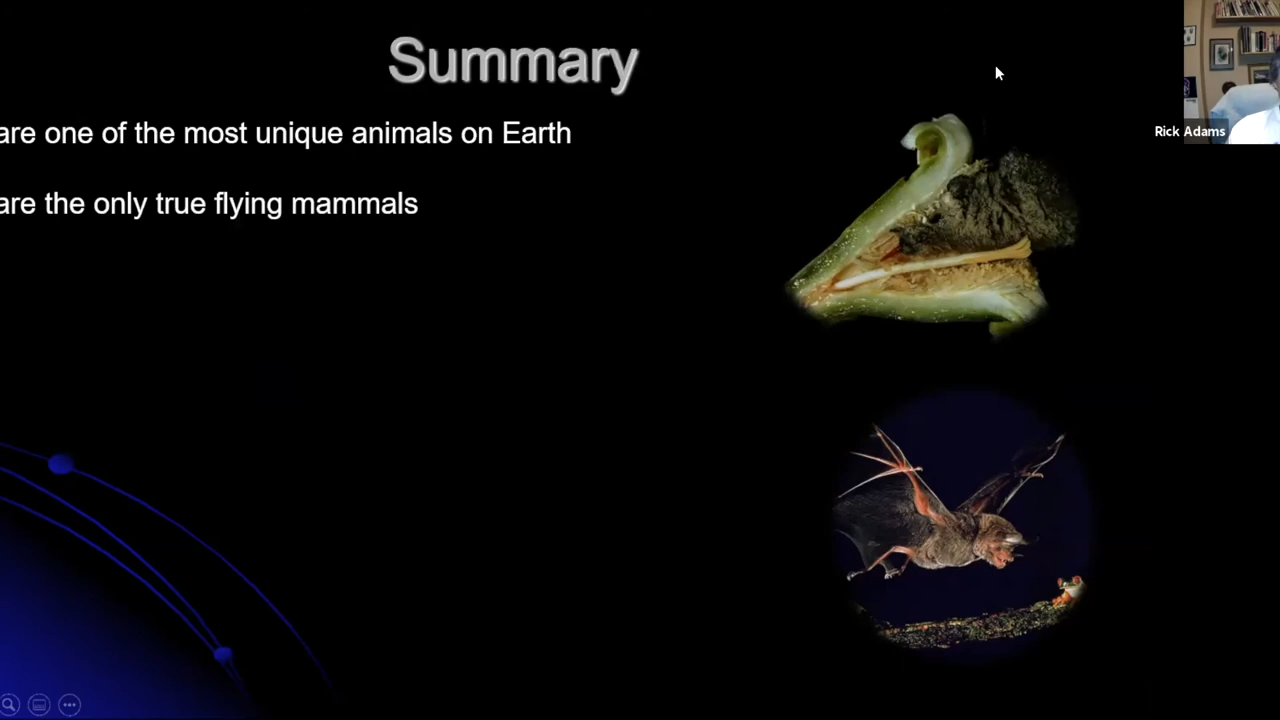 Summary
are one of the most unique animals on Earth
are the only true flying mammals
Rick Adams